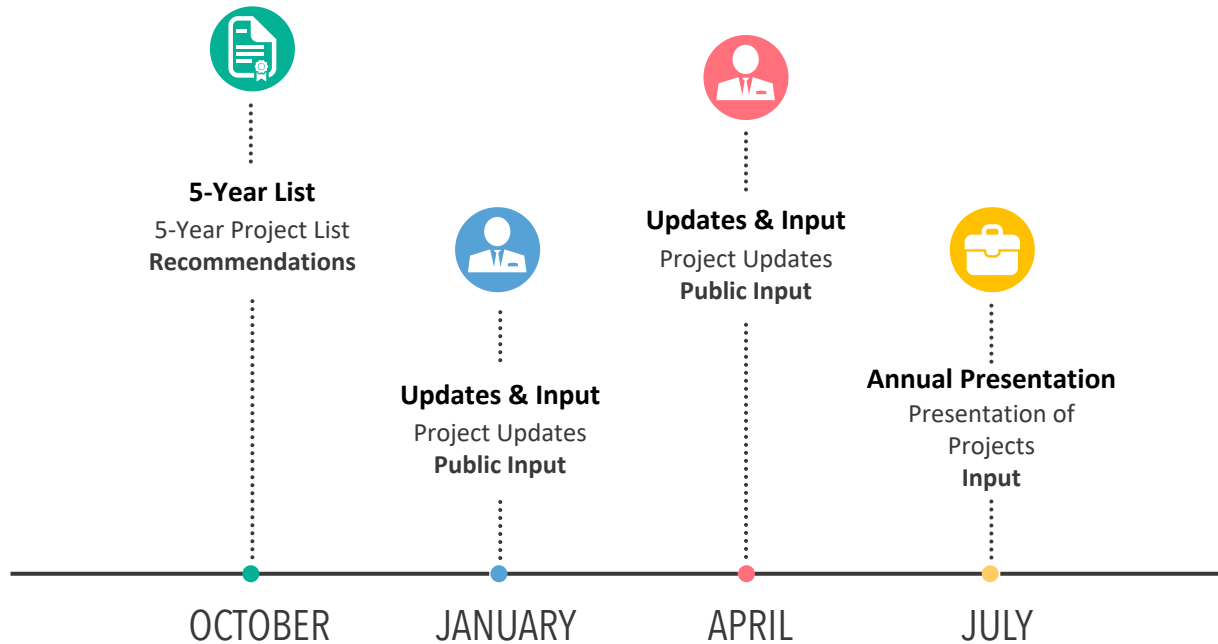 5-Year List
5-Year Project List
Recommendations
Updates & Input
Project Updates
Public Input
Updates & Input
Project Updates
Public Input
Annual Presentation
Presentation of
Projects
Input
OCTOBER
JANUARY
APRIL
JULY